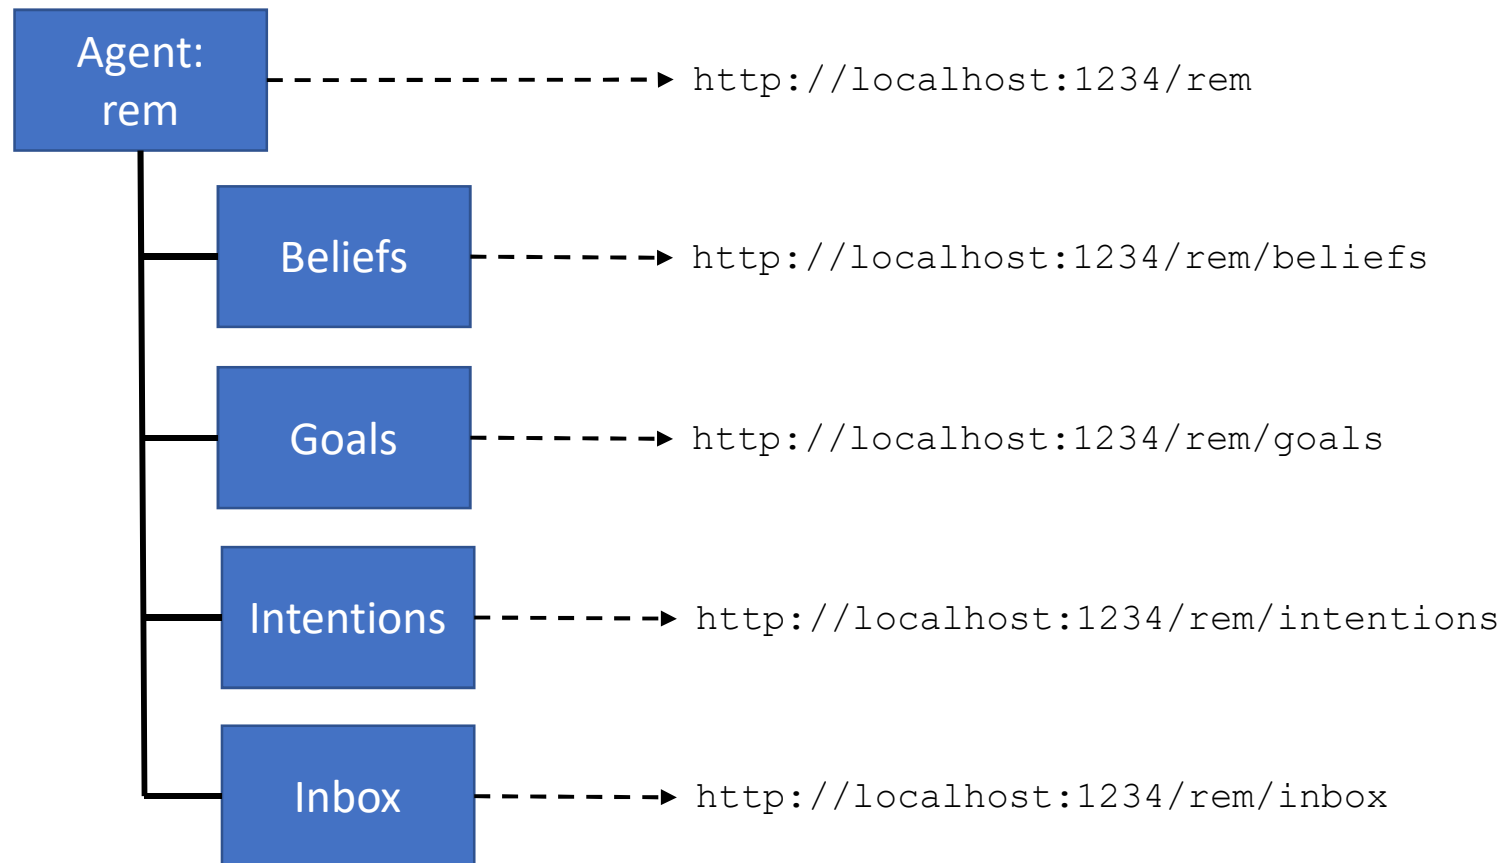 Agent:
rem
http://localhost:1234/rem
Beliefs
http://localhost:1234/rem/beliefs
Goals
http://localhost:1234/rem/goals
Intentions
http://localhost:1234/rem/intentions
Inbox
http://localhost:1234/rem/inbox